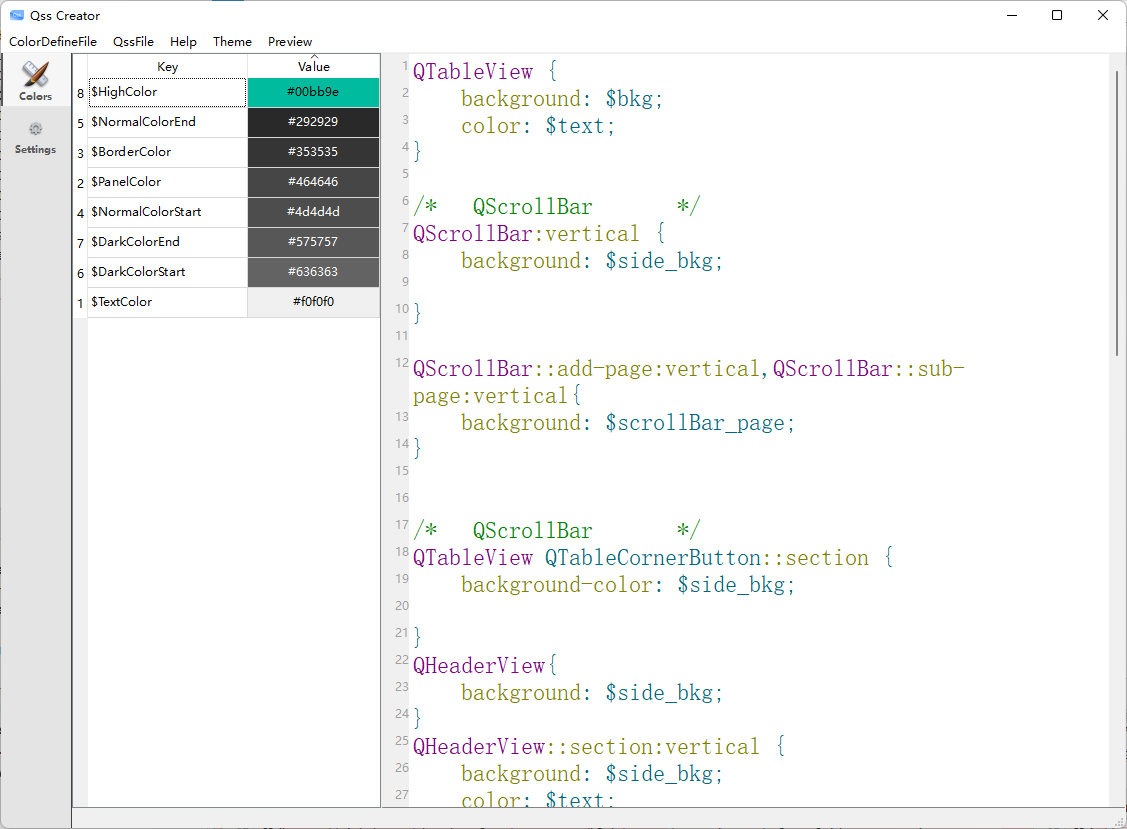 Qss Creator
ColorDefineFile QssFile Help Theme Preview
Colors
Settings
Key Value
8 $HighColor #00bb9e
5 $NormalColorEnd #292929
3 $BorderColor #353535
2 $PanelColor #464646
4 $NormalColorStart #4d4d4d
7 $DarkColorEnd #575757
6 $DarkColorStart #636363
1 $TextColor #f0f0f0
1 QTableView {
2     background: $bkg;
3     color: $text;
4 }
5
6 /*   QScrollBar       */
7 QScrollBar:vertical {
8     background: $side_bkg;
9
10 }
11
12 QScrollBar::add-page:vertical,QScrollBar::sub-
page:vertical{
13     background: $scrollBar_page;
14 }
15
16
17 /*   QScrollBar       */
18 QTableView QTableCornerButton::section {
19     background-color: $side_bkg;
20
21 }
22 QHeaderView{
23     background: $side_bkg;
24 }
25 QHeaderView::section:vertical {
26     background: $side_bkg;
27     color: $text;